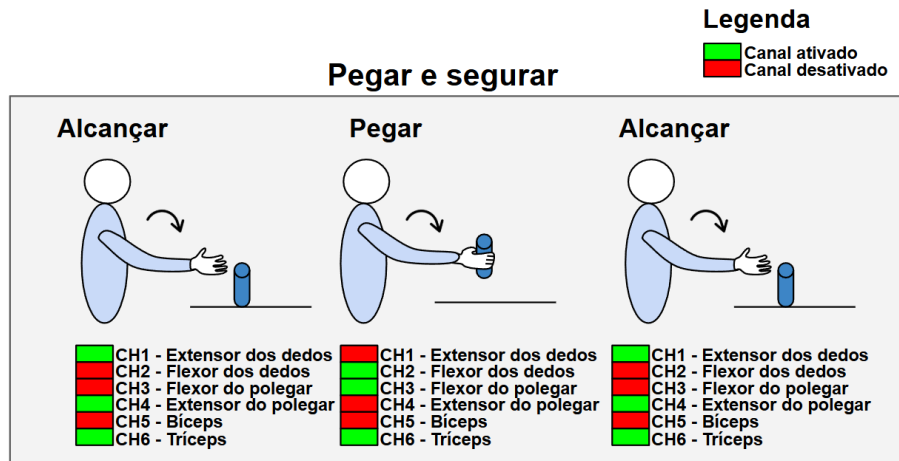 Legenda
Canal ativado
Canal desativado
Pegar e segurar
Alcançar
Pegar
Alcançar
CH1 - Extensor dos dedos
CH2 - Flexor dos dedos
CH3 - Flexor do polegar
CH4 - Extensor do polegar
CH5 - Bíceps
CH6 - Tríceps
CH1 - Extensor dos dedos
CH2 - Flexor dos dedos
CH3 - Flexor do polegar
CH4 - Extensor do polegar
CH5 - Bíceps
CH6 - Tríceps
CH1 - Extensor dos dedos
CH2 - Flexor dos dedos
CH3 - Flexor do polegar
CH4 - Extensor do polegar
CH5 - Bíceps
CH6 - Tríceps